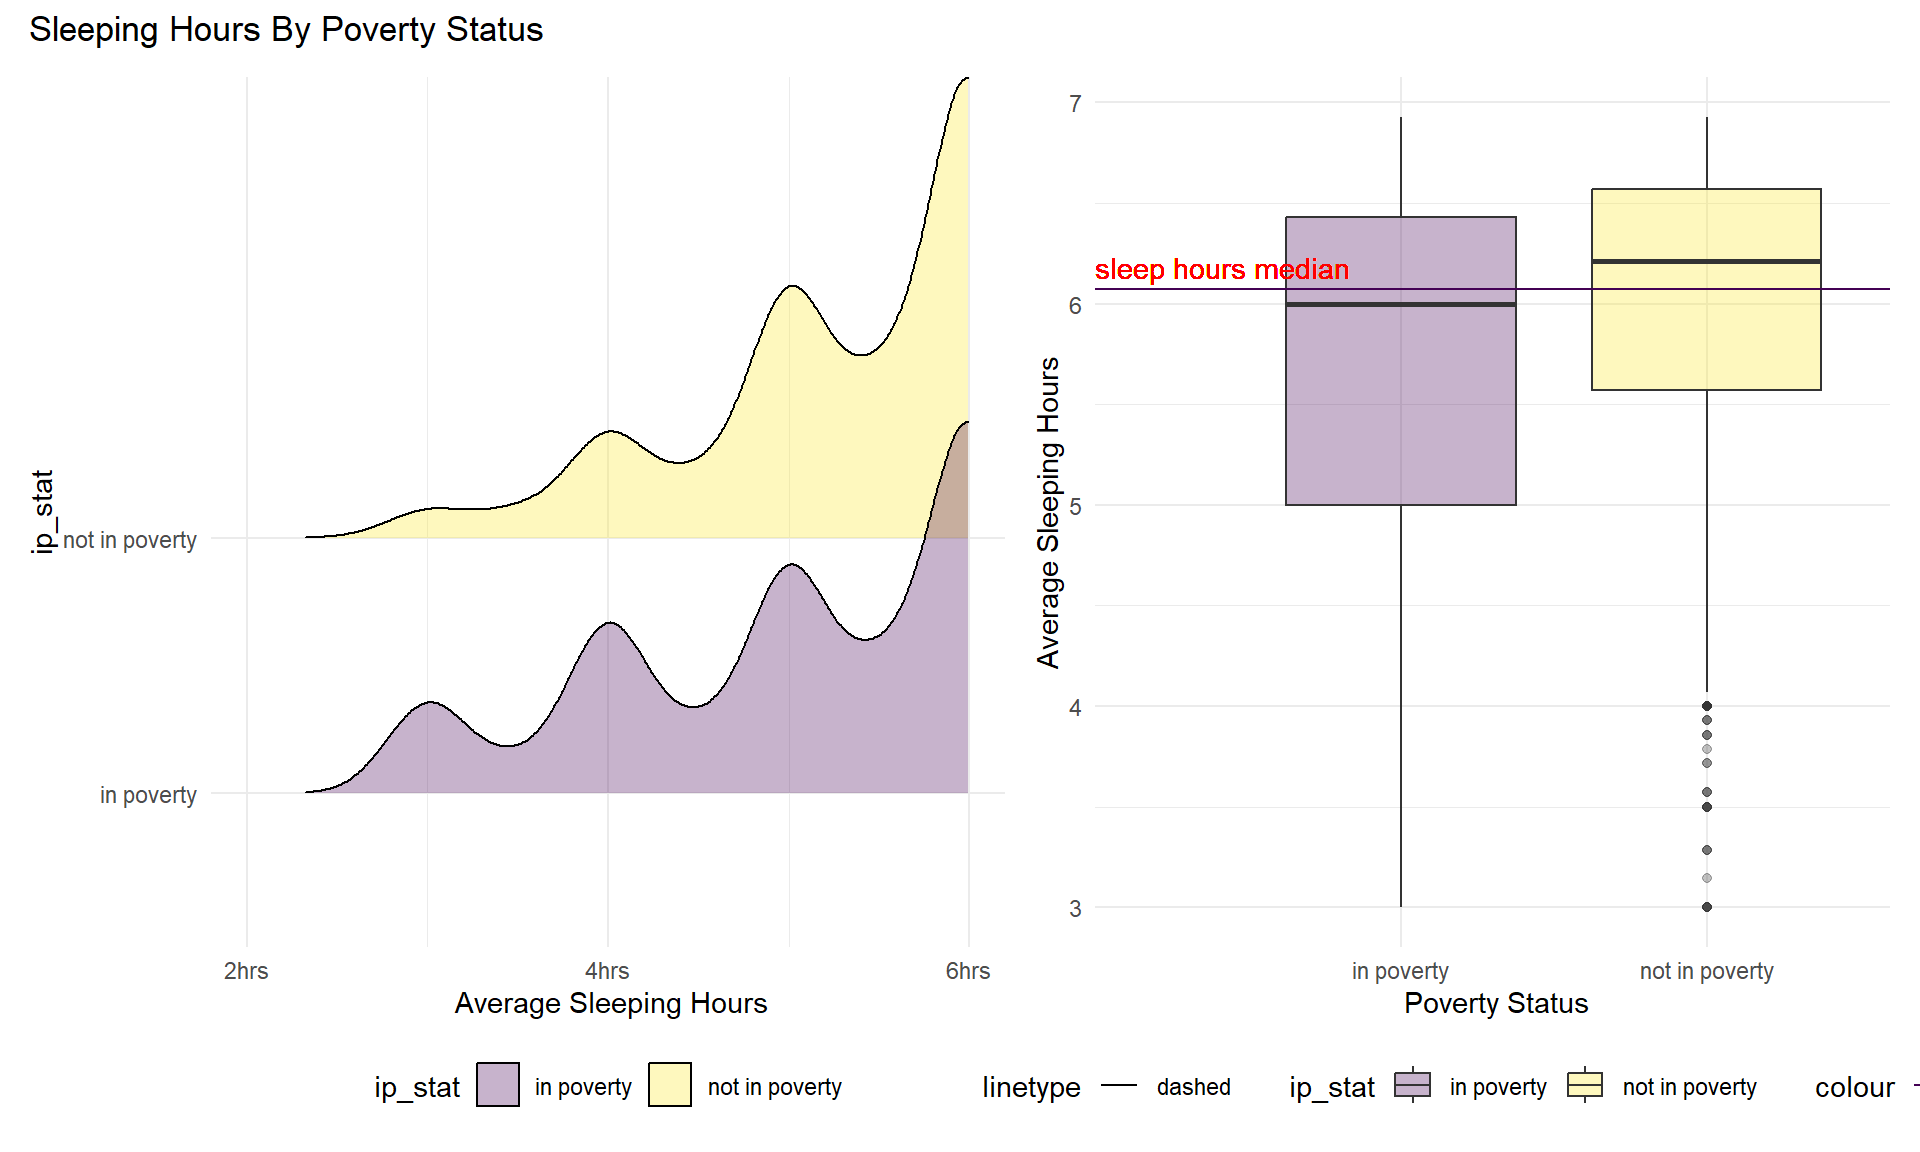 Sleeping Hours By Poverty Status
ip_stat
not in poverty
in poverty
2hrs
4hrs
6hrs
Average Sleeping Hours
ip_stat
in poverty
not in poverty
Average Sleeping Hours
7
6
5
4
3
sleep hours median
in poverty
not in poverty
Poverty Status
linetype
dashed
ip_stat
in poverty
not in poverty
colour